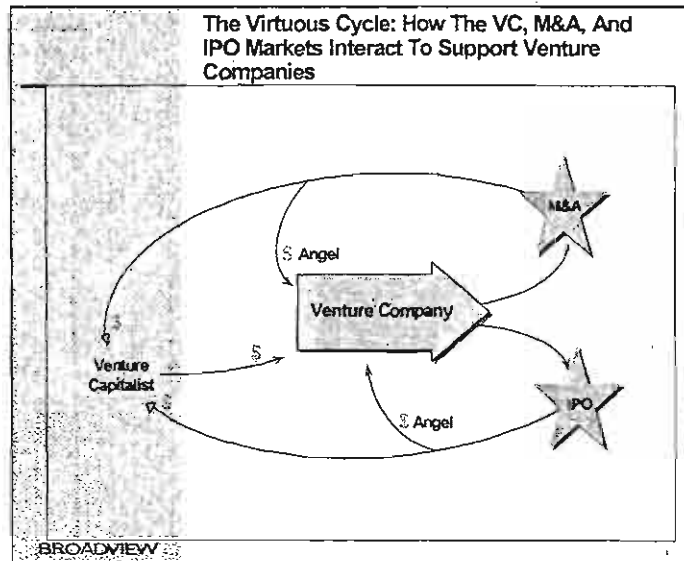 The Virtuous Cycle: How The VC, M&A, And
IPO Markets Interact To Support Venture
Companies
M&A
$ Angel
Venture Company
$
$
Venture
Capitalist
$
IPO
$ Angel
BROADVIEW